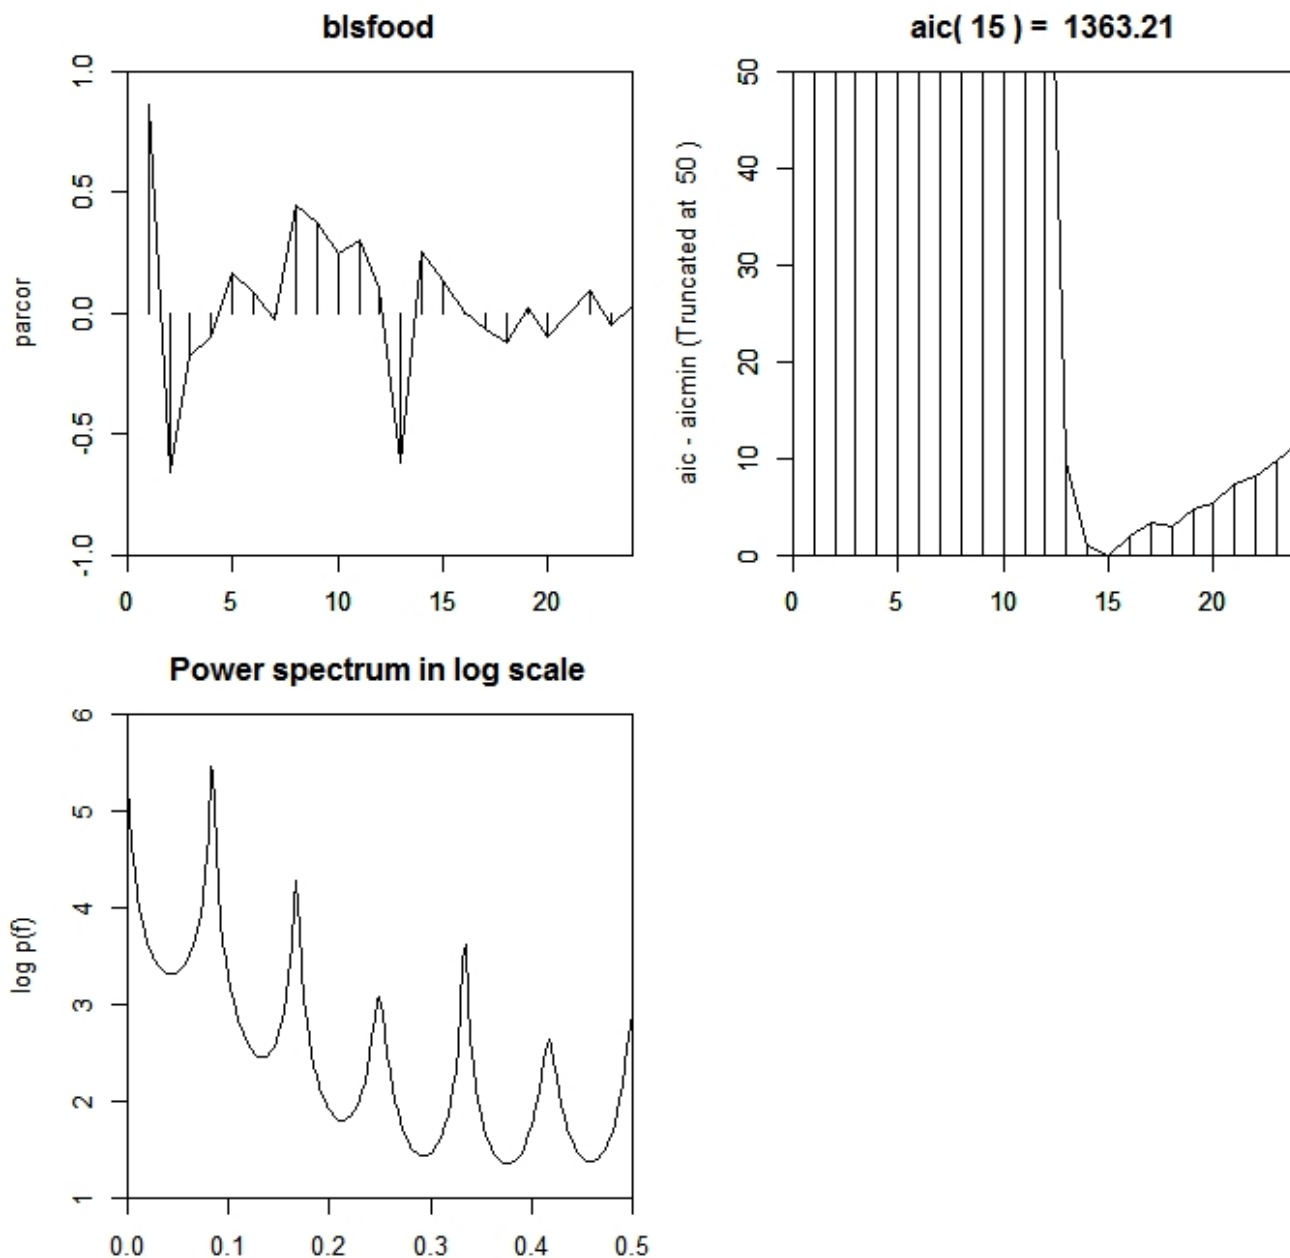 blsfood
1.0
0.5
0.0
-0.5
-1.0
parcor
0 5 10 15 20
aic( 15 ) = 1363.21
50
40
30
20
10
0
aic - aicmin (Truncated at 50 )
0 5 10 15 20
Power spectrum in log scale
6
5
4
3
2
1
log p(f)
0.0 0.1 0.2 0.3 0.4 0.5